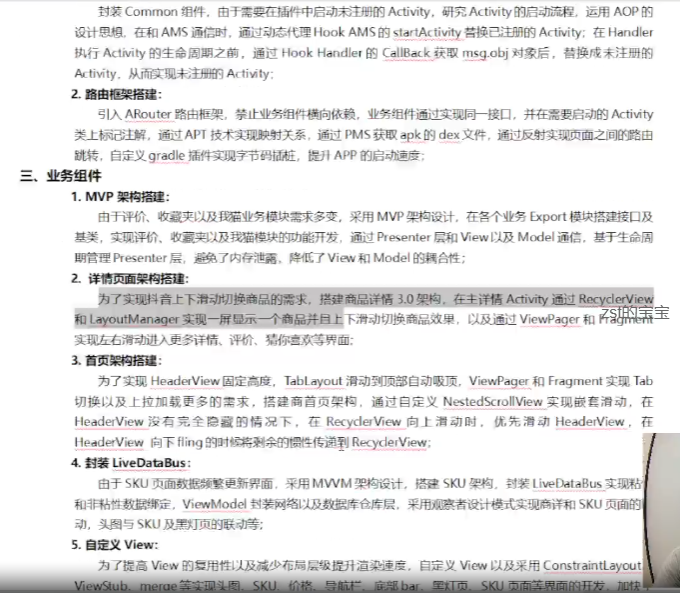 封装 Common 组件，由于需要在插件中启动未注册的 Activity，研究 Activity 的启动流程，运用 AOP 的
设计思想，在和 AMS 通信时，通过动态代理 Hook AMS 的 startActivity 替换已注册的 Activity；在 Handler
执行 Activity 的生命周期之前，通过 Hook Handler 的 CallBack 获取 msg.obj 对象后，替换成未注册的
Activity，从而实现未注册的 Activity；
2. 路由框架搭建：
引入 ARouter 路由框架，禁止业务组件横向依赖，业务组件通过实现同一接口，并在需要启动的 Activity
类上标记注解，通过 APT 技术实现映射关系，通过 PMS 获取 apk 的 dex 文件，通过反射实现页面之间的路由
跳转，自定义 gradle 插件实现字节码插桩，提升 APP 的启动速度；
三、业务组件
1. MVP 架构搭建：
由于评价、收藏夹以及我猫业务模块需求多变，采用 MVP 架构设计，在各个业务 Export 模块搭建接口及
基类，实现评价、收藏夹以及我猫模块的功能开发，通过 Presenter 层和 View 以及 Model 通信，基于生命周
期管理 Presenter 层，避免了内存泄露，降低了 View 和 Model 的耦合性；
2. 详情页面架构搭建：
为了实现抖音上下滑动切换商品的需求，搭建商品详情 3.0 架构，在主详情 Activity 通过 RecyclerView
和 LayoutManager 实现一屏显示一个商品并且上下滑动切换商品效果，以及通过 ViewPager 和 Fragment
zst的宝宝
实现左右滑动进入更多详情、评价、猜你喜欢等界面；
3. 首页架构搭建：
为了实现 HeaderView 固定高度，TabLayout 滑动到顶部自动吸顶，ViewPager 和 Fragment 实现 Tab
切换以及上拉加载更多的需求，搭建商首页架构，通过自定义 NestedScrollView 实现嵌套滑动，在
HeaderView 没有完全隐藏的情况下，在 RecyclerView 向上滑动时，优先滑动 HeaderView，在
HeaderView 向下 fling 的时候将剩余的惯性传递到 RecyclerView；
4. 封装 LiveDataBus：
由于 SKU 页面数据频繁更新界面，采用 MVVM 架构设计，搭建 SKU 架构，封装 LiveDataBus 实现粘
和非粘性数据绑定，ViewModel 封装网络以及数据库仓库层，采用观察者设计模式实现商详和 SKU 页面的
动，头图与 SKU 及黑灯页的联动等；
5. 自定义 View：
为了提高 View 的复用性以及减少布局层级提升渲染速度，自定义 View 以及采用 ConstraintLayout
ViewStub、merge 等实现头图、SKU、价格、导航栏、底部 bar、黑灯页、SKU 页面等界面的开发，加快